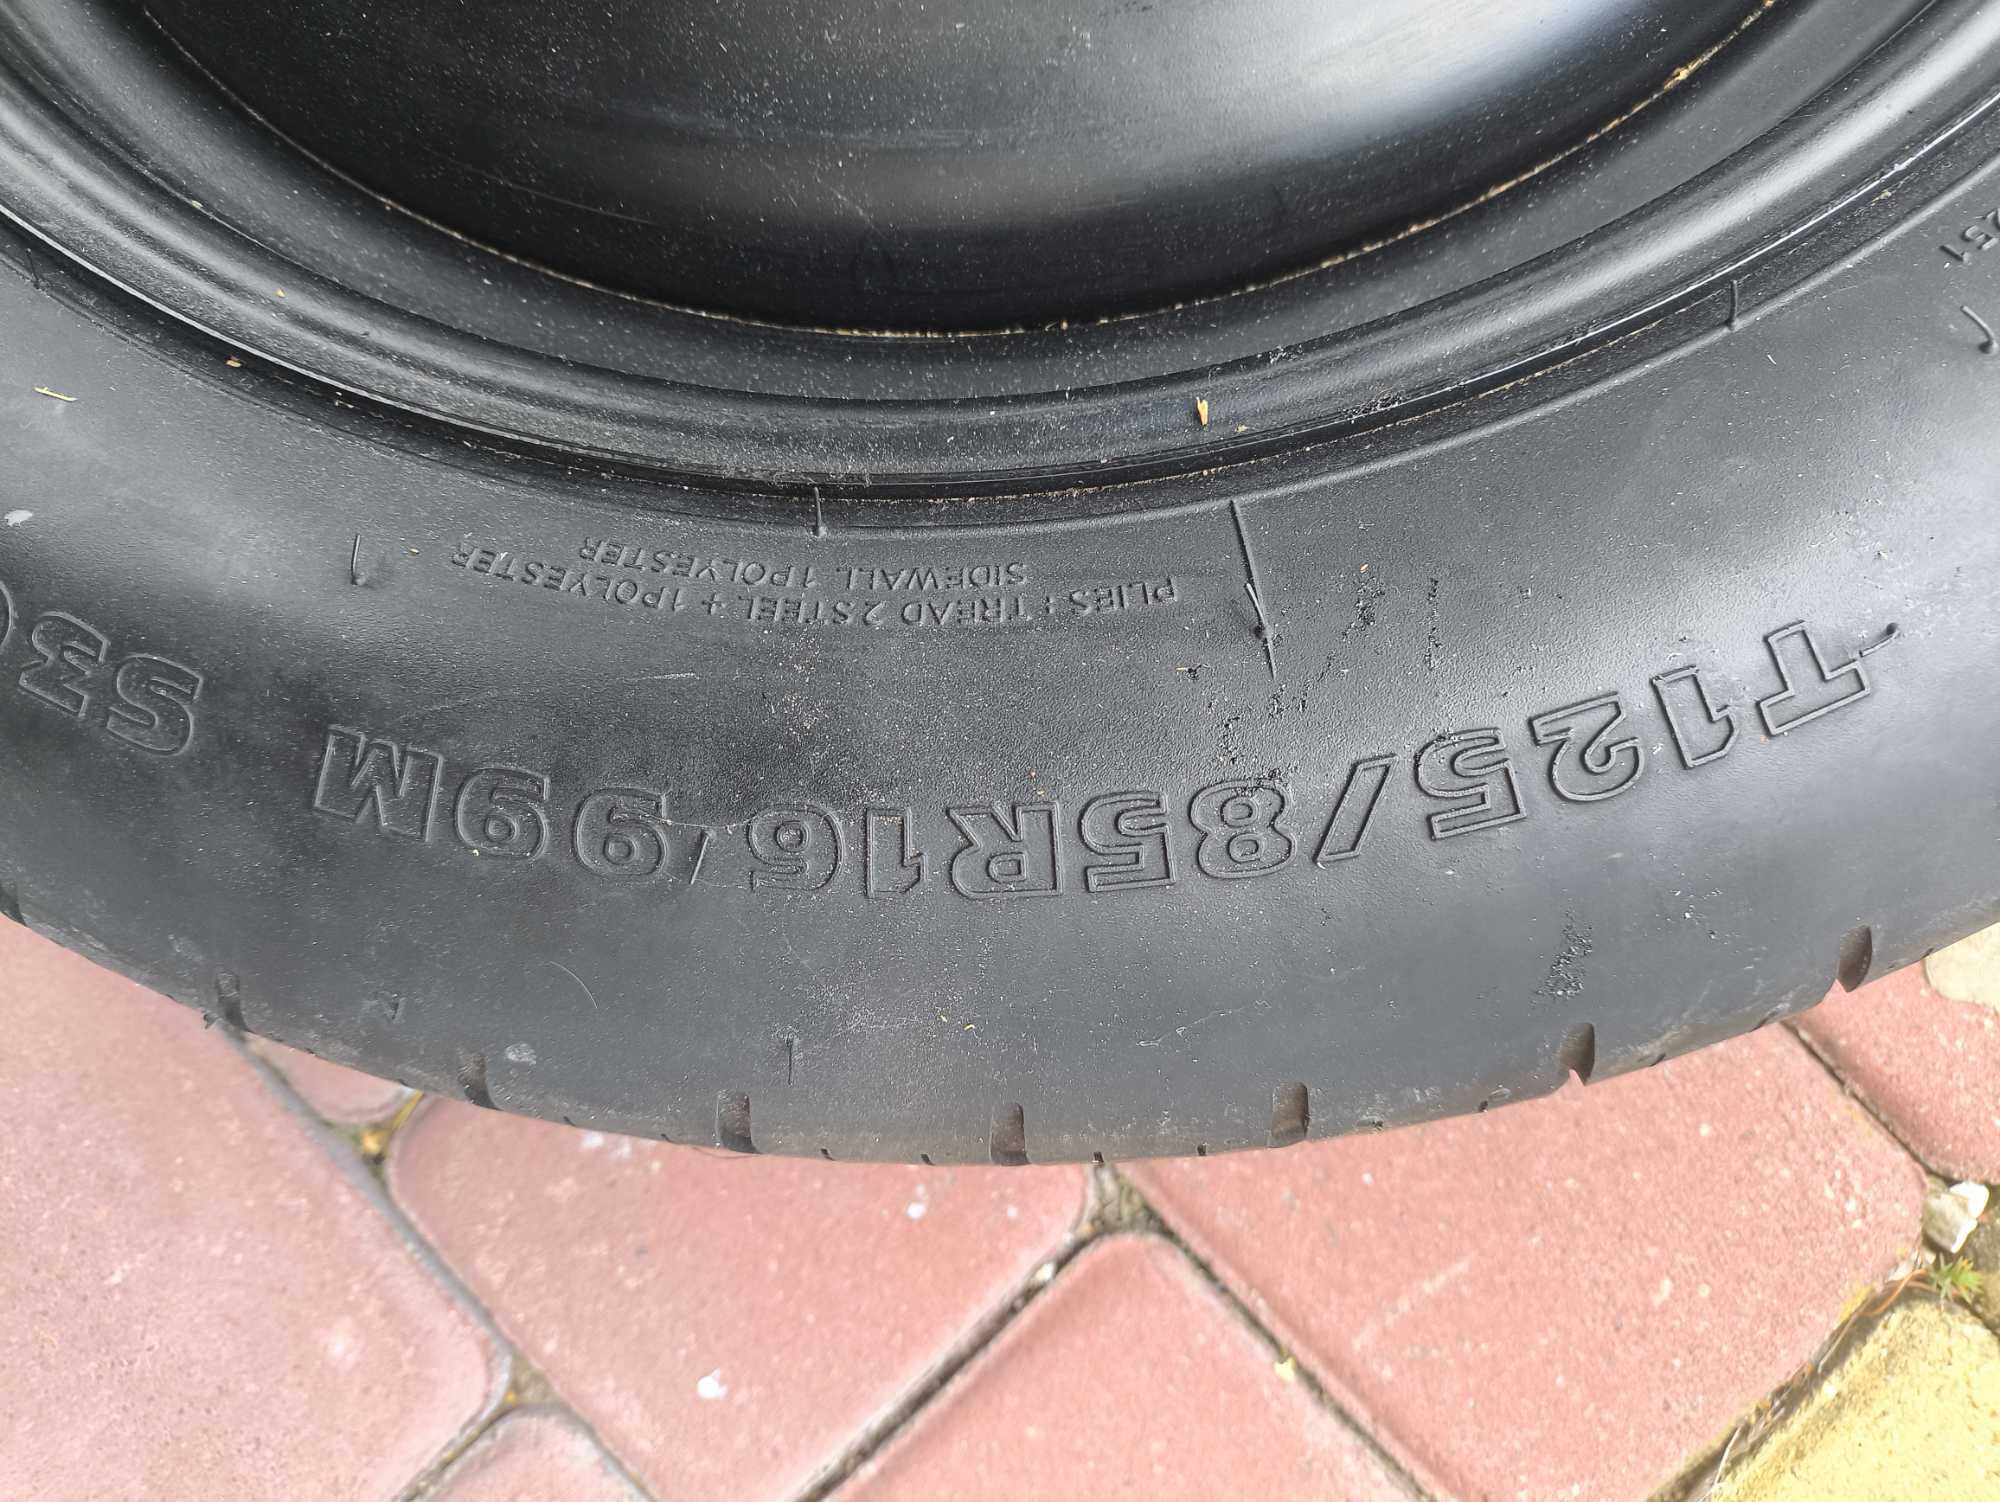 PLIES : TREAD 2 STEEL + 1 POLYESTER
SIDEWALL 1 POLYESTER
T125/85R16 99M